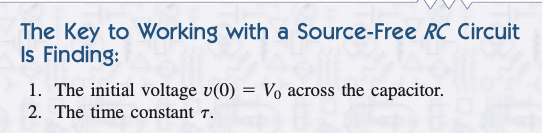 The Key to Working with a Source-Free RC Circuit
Is Finding:
1. The initial voltage v(0) = V₀ across the capacitor.
2. The time constant τ.